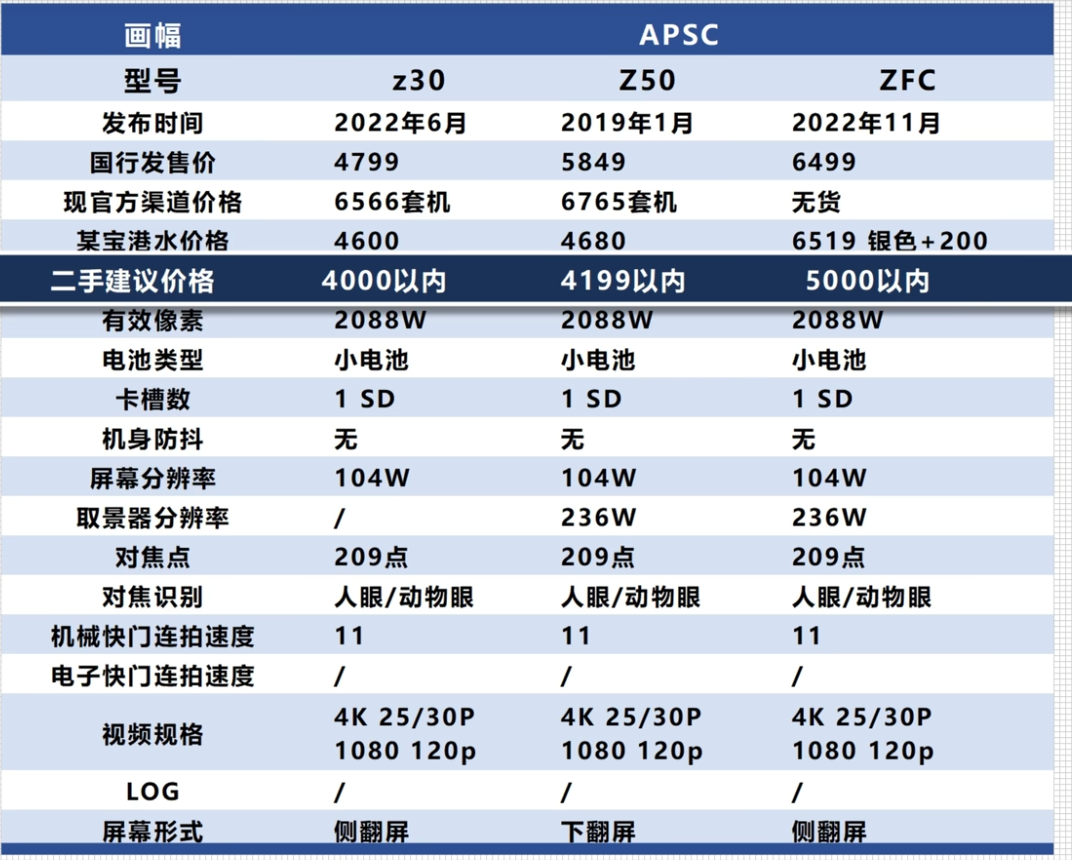 画幅 APSC
型号 z30 Z50 ZFC
发布时间 2022年6月 2019年1月 2022年11月
国行发售价 4799 5849 6499
现官方渠道价格 6566套机 6765套机 无货
某宝港水价格 4600 4680 6519 银色+200
二手建议价格 4000以内 4199以内 5000以内
有效像素 2088W 2088W 2088W
电池类型 小电池 小电池 小电池
卡槽数 1 SD 1 SD 1 SD
机身防抖 无 无 无
屏幕分辨率 104W 104W 104W
取景器分辨率 / 236W 236W
对焦点 209点 209点 209点
对焦识别 人眼/动物眼 人眼/动物眼 人眼/动物眼
机械快门连拍速度 11 11 11
电子快门连拍速度 / / /
视频规格 4K 25/30P 4K 25/30P 4K 25/30P
1080 120p 1080 120p 1080 120p
LOG / / /
屏幕形式 侧翻屏 下翻屏 侧翻屏